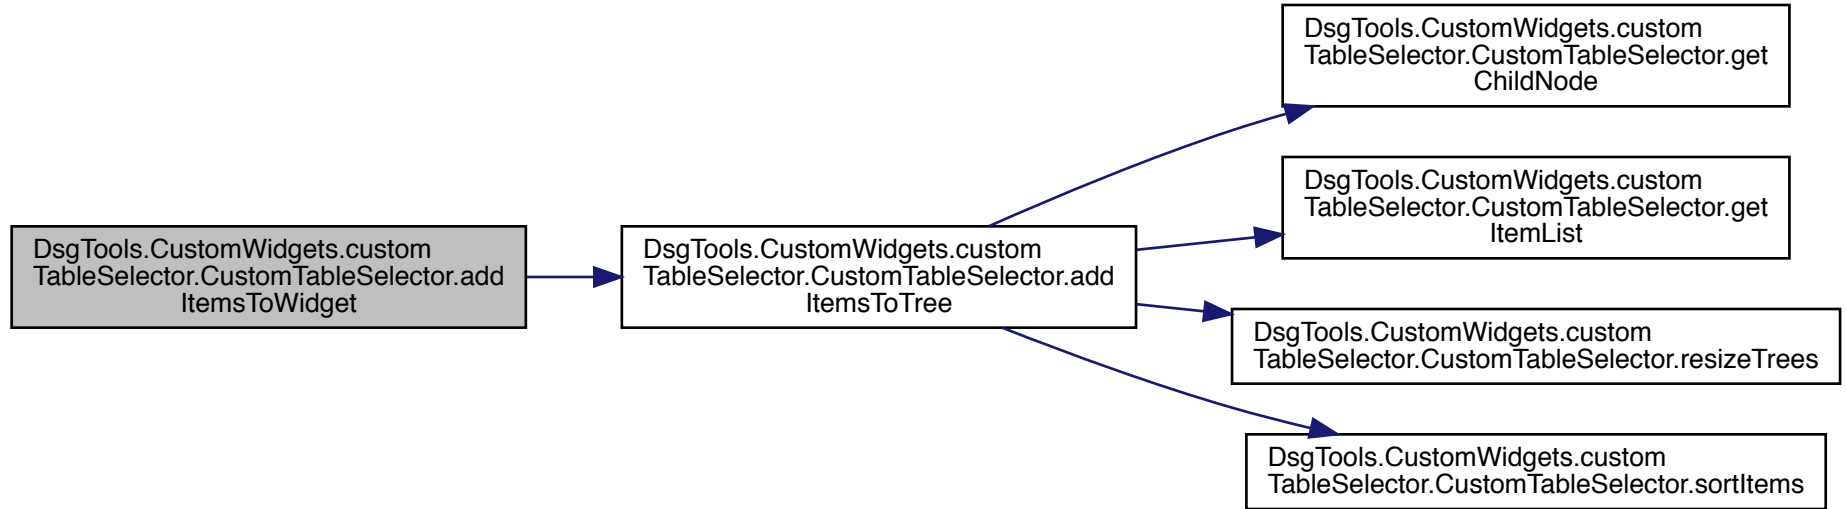 DsgTools.CustomWidgets.custom
TableSelector.CustomTableSelector.add
ItemsToWidget
DsgTools.CustomWidgets.custom
TableSelector.CustomTableSelector.add
ItemsToTree
DsgTools.CustomWidgets.custom
TableSelector.CustomTableSelector.get
ChildNode
DsgTools.CustomWidgets.custom
TableSelector.CustomTableSelector.get
ItemList
DsgTools.CustomWidgets.custom
TableSelector.CustomTableSelector.resizeTrees
DsgTools.CustomWidgets.custom
TableSelector.CustomTableSelector.sortItems